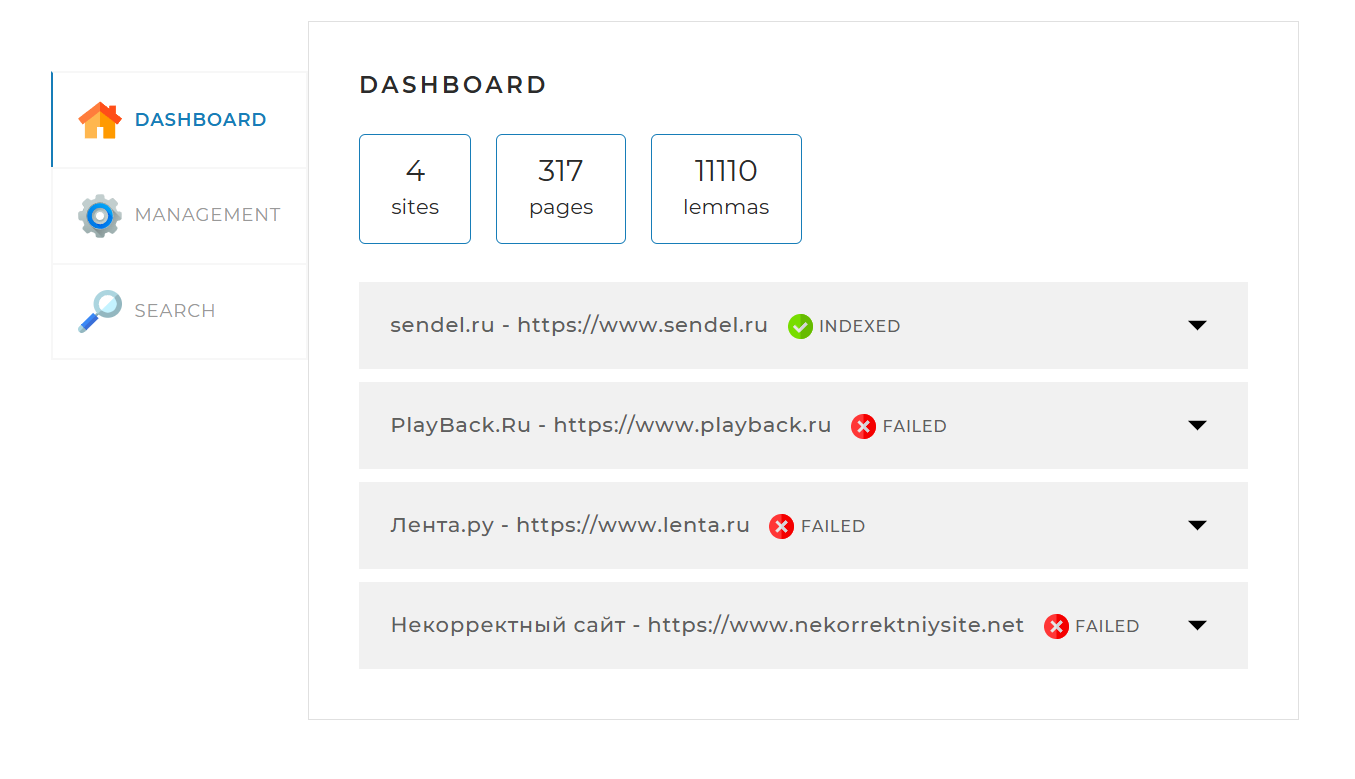 DASHBOARD
MANAGEMENT
SEARCH
DASHBOARD
4
sites
317
pages
11110
lemmas
sendel.ru - https://www.sendel.ru INDEXED
PlayBack.Ru - https://www.playback.ru FAILED
Лента.ру - https://www.lenta.ru FAILED
Некорректный сайт - https://www.nekorrektniysite.net FAILED